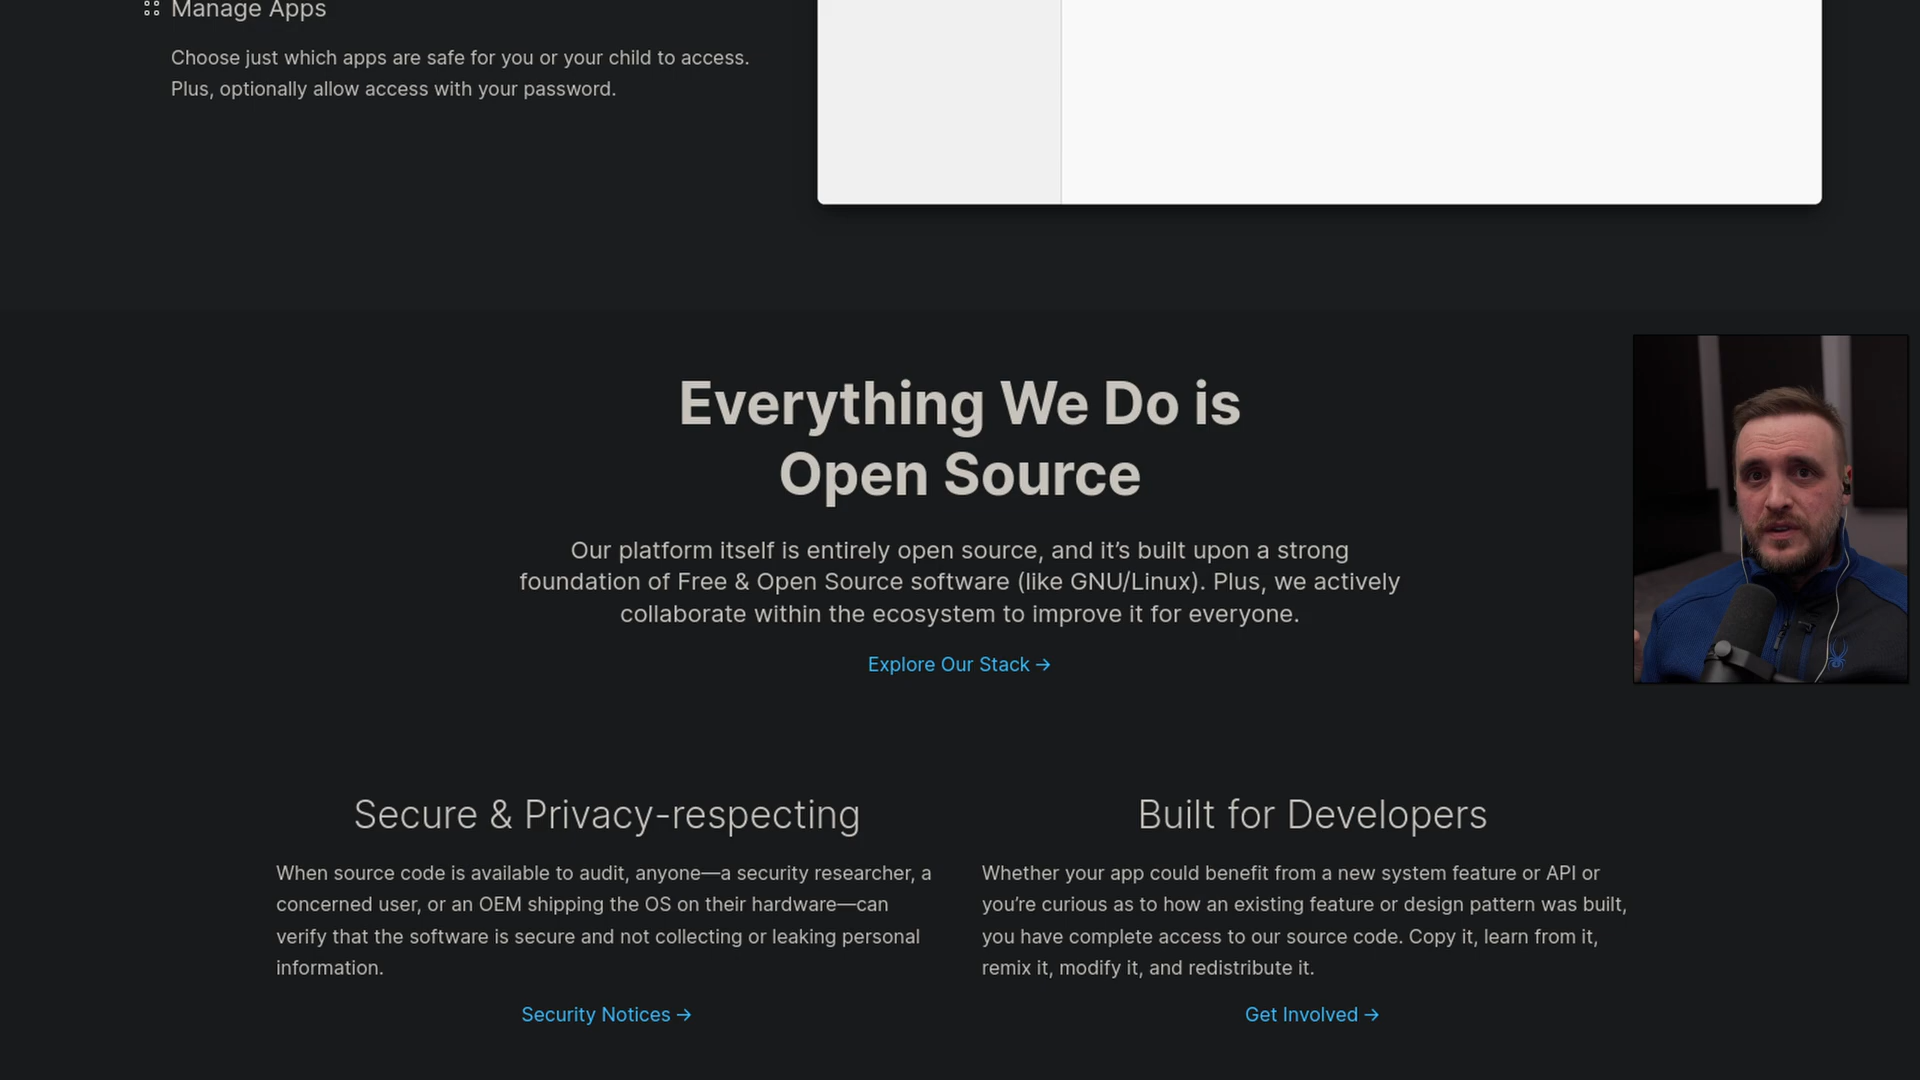 Manage Apps
Choose just which apps are safe for you or your child to access.
Plus, optionally allow access with your password.
Everything We Do is
Open Source
Our platform itself is entirely open source, and it’s built upon a strong
foundation of Free & Open Source software (like GNU/Linux). Plus, we actively
collaborate within the ecosystem to improve it for everyone.
Explore Our Stack →
Secure & Privacy-respecting
When source code is available to audit, anyone—a security researcher, a
concerned user, or an OEM shipping the OS on their hardware—can
verify that the software is secure and not collecting or leaking personal
information.
Security Notices →
Built for Developers
Whether your app could benefit from a new system feature or API or
you’re curious as to how an existing feature or design pattern was built,
you have complete access to our source code. Copy it, learn from it,
remix it, modify it, and redistribute it.
Get Involved →